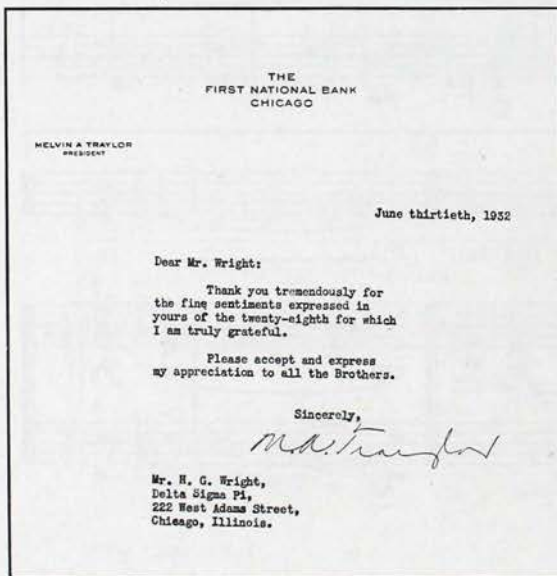 THE
FIRST NATIONAL BANK
CHICAGO
MELVIN A TRAYLOR
PRESIDENT
June thirtieth, 1932
Dear Mr. Wright:
Thank you tremendously for
the fine sentiments expressed in
yours of the twenty-eighth for which
I am truly grateful.
Please accept and express
my appreciation to all the Brothers.
Sincerely,
M.A. Traylor
Mr. H. G. Wright,
Delta Sigma Pi,
222 West Adams Street,
Chicago, Illinois.